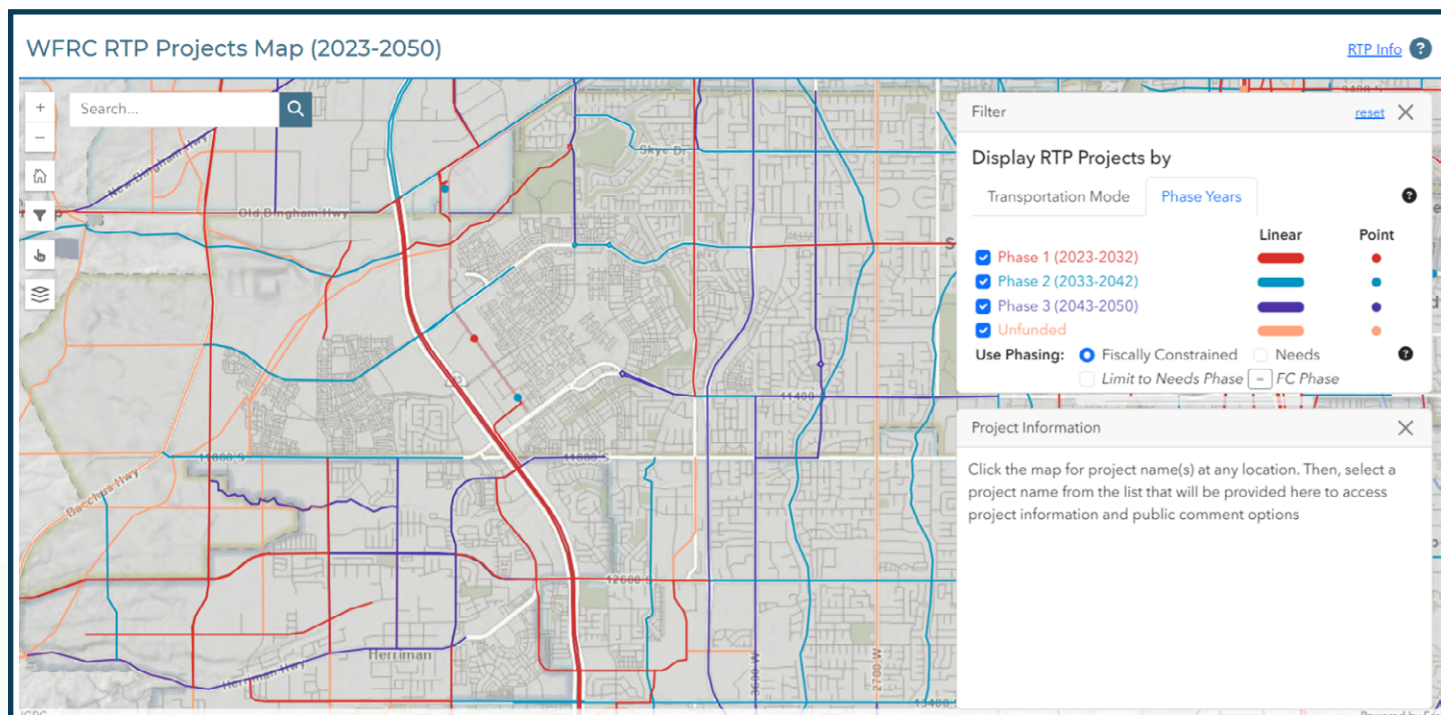 WFRC RTP Projects Map (2023-2050)
RTP Info ?
+
Search...
−
Filter
reset
Display RTP Projects by
Transportation Mode
Phase Years
?
Linear
Point
Phase 1 (2023-2032)
Phase 2 (2033-2042)
Phase 3 (2043-2050)
Unfunded
Use Phasing:
Fiscally Constrained
Needs
?
Limit to Needs Phase = FC Phase
Project Information
Click the map for project name(s) at any location. Then, select a
project name from the list that will be provided here to access
project information and public comment options
New Bingham Hwy
Skye Dr
Old Bingham Hwy
11400 S
11800 S
11800 S
Bacchus Hwy
12600 S
Herriman
Herriman Hwy
3600 W
2700 W
13400 S